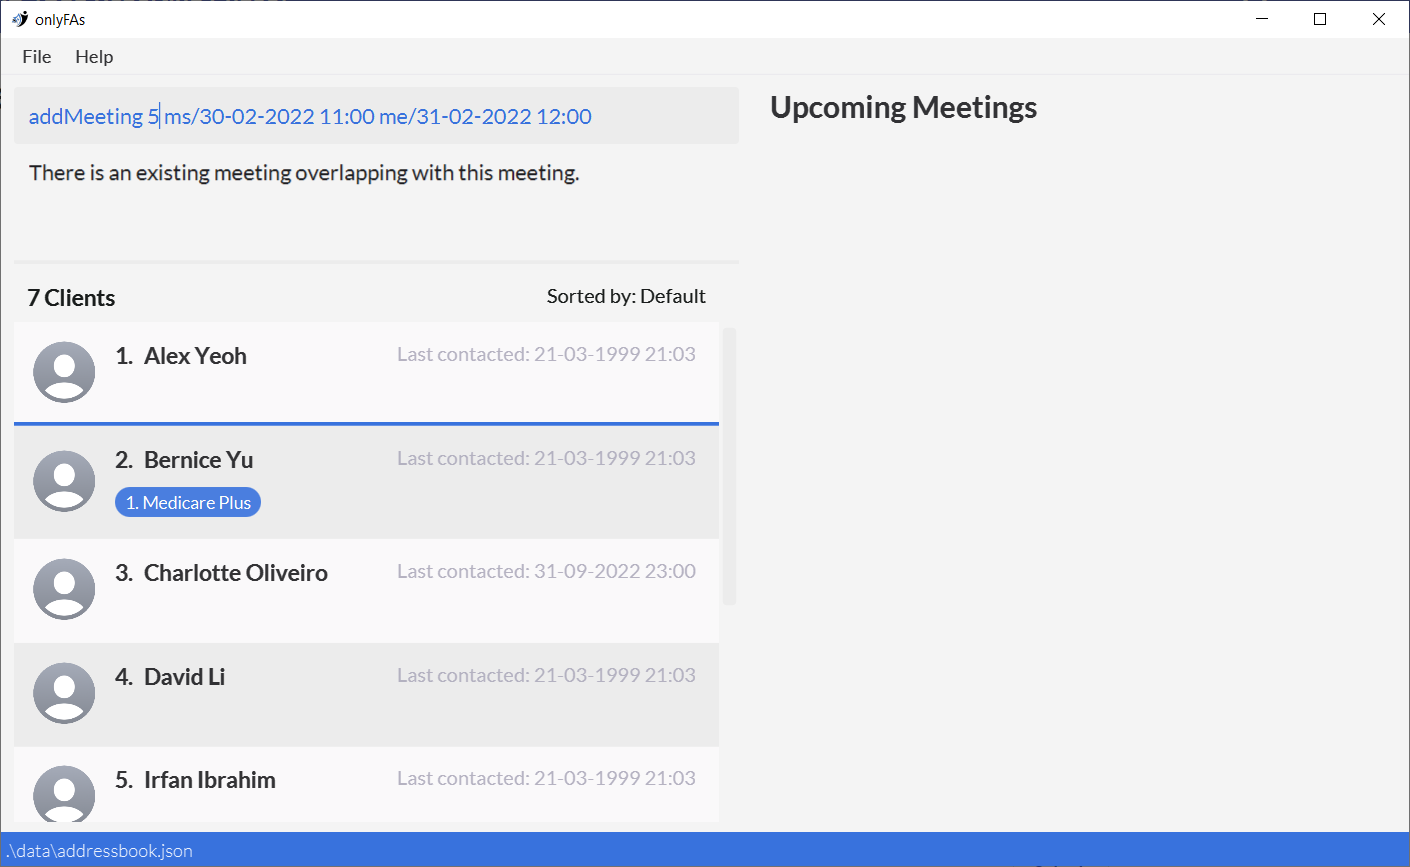 onlyFAs
File Help
addMeeting 5 ms/30-02-2022 11:00 me/31-02-2022 12:00
There is an existing meeting overlapping with this meeting.
7 Clients
Sorted by: Default
1. Alex Yeoh
Last contacted: 21-03-1999 21:03
2. Bernice Yu
Last contacted: 21-03-1999 21:03
1. Medicare Plus
3. Charlotte Oliveiro
Last contacted: 31-09-2022 23:00
4. David Li
Last contacted: 21-03-1999 21:03
5. Irfan Ibrahim
Last contacted: 21-03-1999 21:03
Upcoming Meetings
.\data\addressbook.json